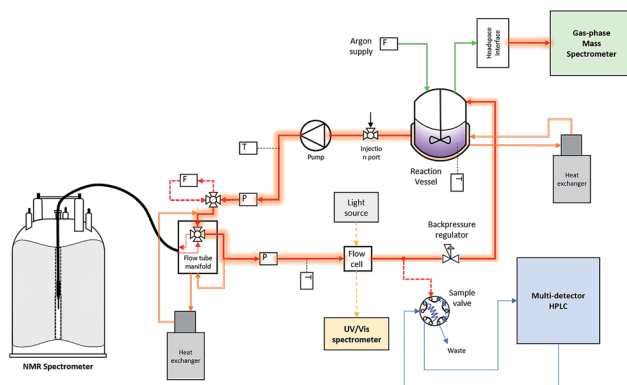 Argon
supply
F
Headspace
Interface
Gas-phase
Mass
Spectrometer
T
Pump
Injectio
n port
Reaction
Vessel
T
Heat
exchanger
F
P
Light
source
Backpressure
regulator
Flow tube
manifold
P
T
Flow
cell
Sample
valve
Multi-detector
HPLC
UV/Vis
spectrometer
Waste
Heat
exchanger
NMR Spectrometer